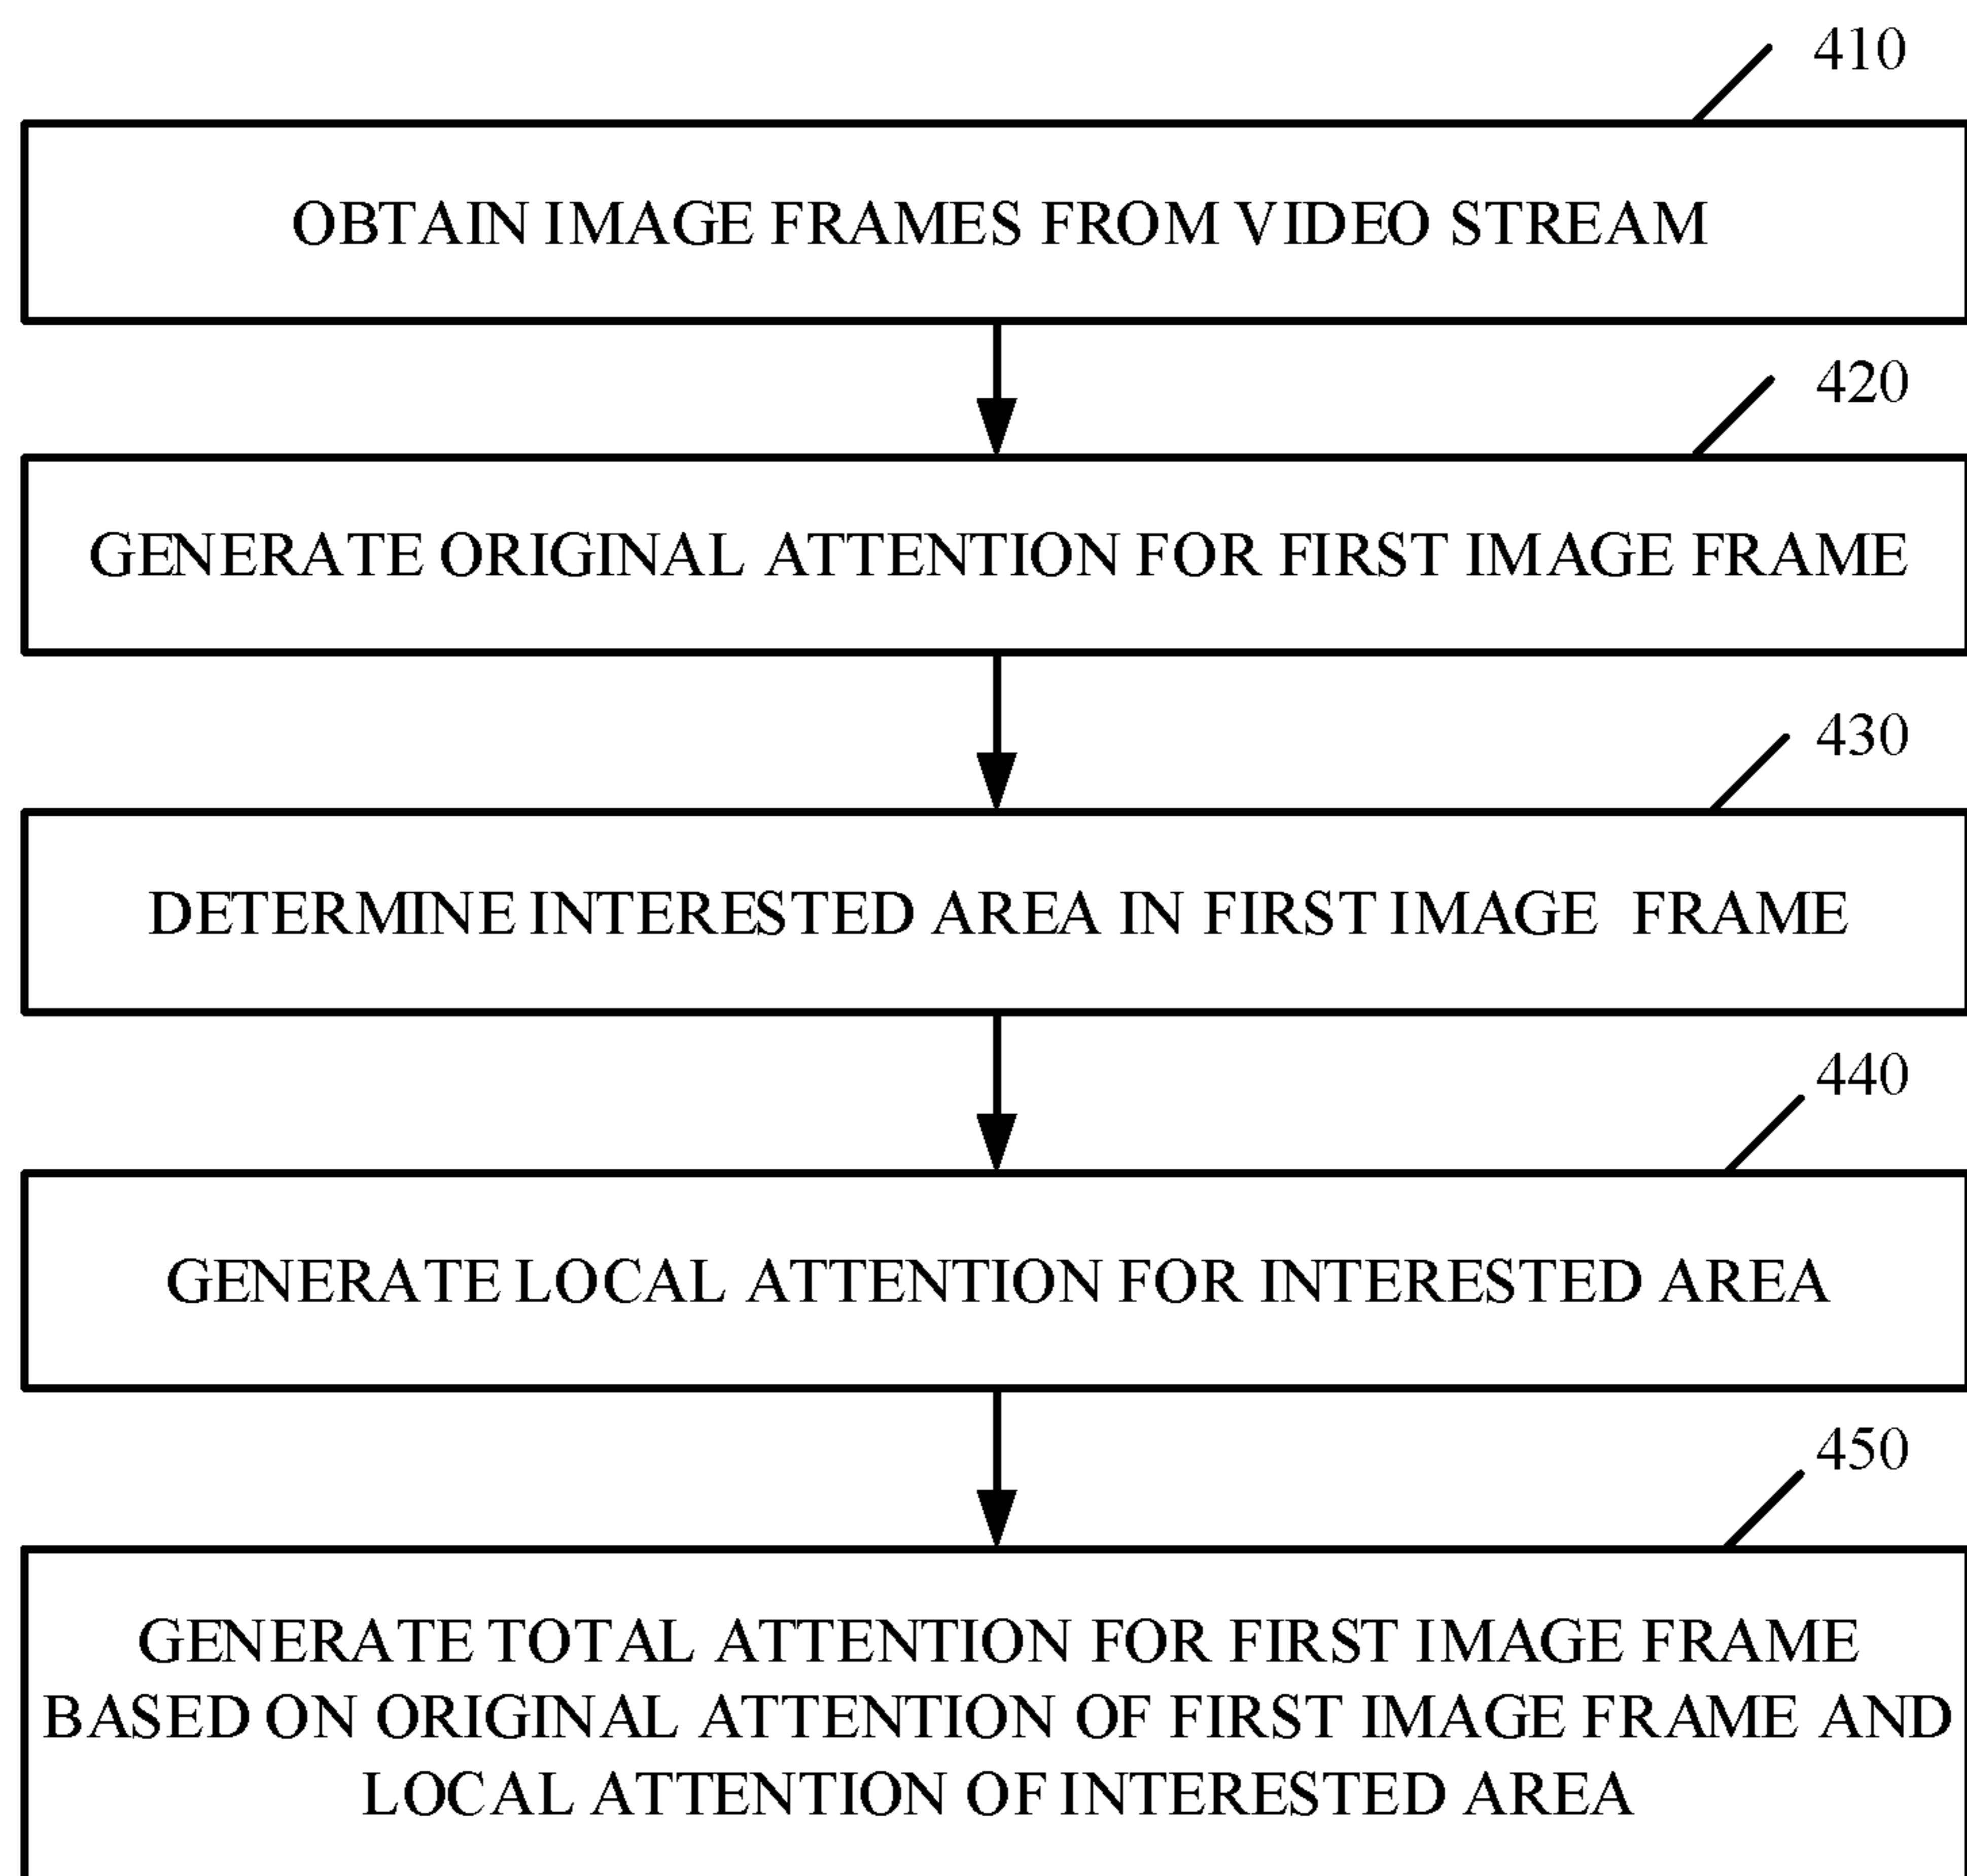 410
OBTAIN IMAGE FRAMES FROM VIDEO STREAM
420
GENERATE ORIGINAL ATTENTION FOR FIRST IMAGE FRAME
430
DETERMINE INTERESTED AREA IN FIRST IMAGE FRAME
440
GENERATE LOCAL ATTENTION FOR INTERESTED AREA
450
GENERATE TOTAL ATTENTION FOR FIRST IMAGE FRAME
BASED ON ORIGINAL ATTENTION OF FIRST IMAGE FRAME AND
LOCAL ATTENTION OF INTERESTED AREA